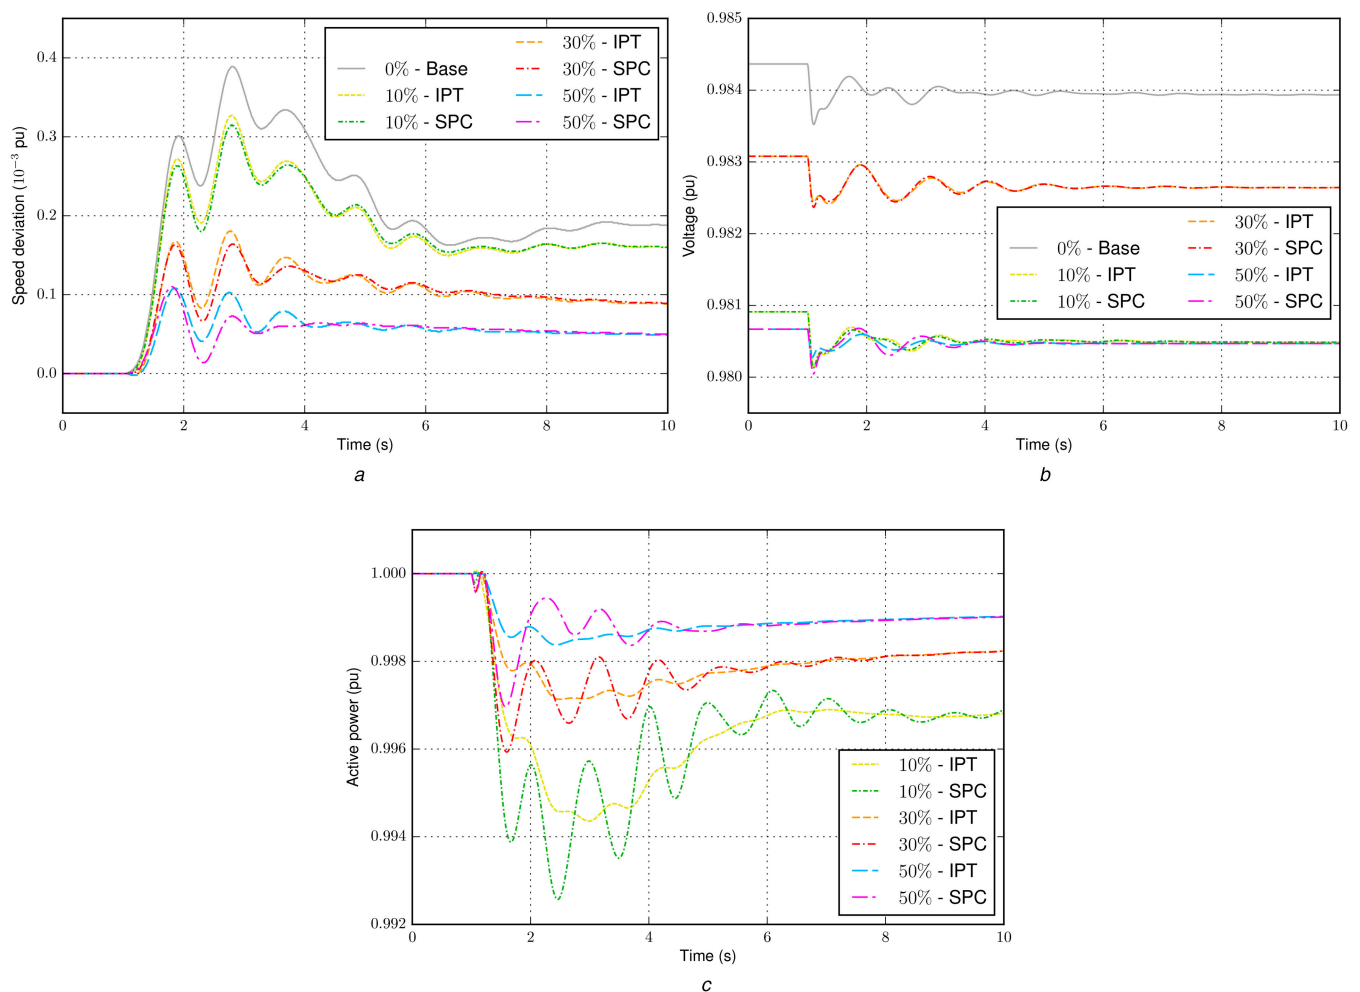 0.4
0.3
0.2
0.1
0.0
Speed deviation (10−3 pu)
0% - Base
10% - IPT
10% - SPC
30% - IPT
30% - SPC
50% - IPT
50% - SPC
0 2 4 6 8 10
Time (s)
a
0.985
0.984
0.983
0.982
0.981
0.980
Voltage (pu)
0% - Base
10% - IPT
10% - SPC
30% - IPT
30% - SPC
50% - IPT
50% - SPC
0 2 4 6 8 10
Time (s)
b
1.000
0.998
0.996
0.994
0.992
Active power (pu)
10% - IPT
10% - SPC
30% - IPT
30% - SPC
50% - IPT
50% - SPC
0 2 4 6 8 10
Time (s)
c